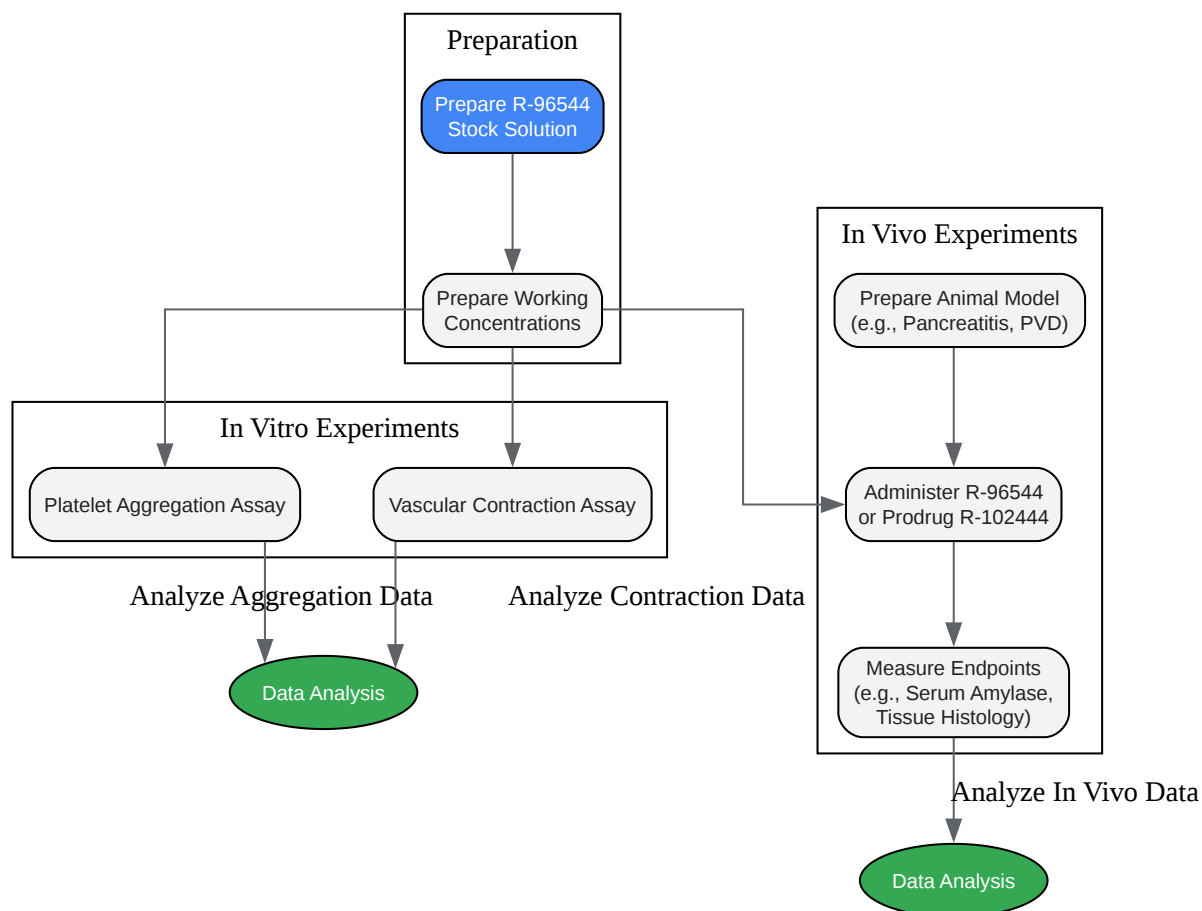 Preparation
Prepare R-96544
Stock Solution
Prepare Working
Concentrations
In Vitro Experiments
Platelet Aggregation Assay
Vascular Contraction Assay
Analyze Aggregation Data
Analyze Contraction Data
Data Analysis
In Vivo Experiments
Prepare Animal Model
(e.g., Pancreatitis, PVD)
Administer R-96544
or Prodrug R-102444
Measure Endpoints
(e.g., Serum Amylase,
Tissue Histology)
Analyze In Vivo Data
Data Analysis